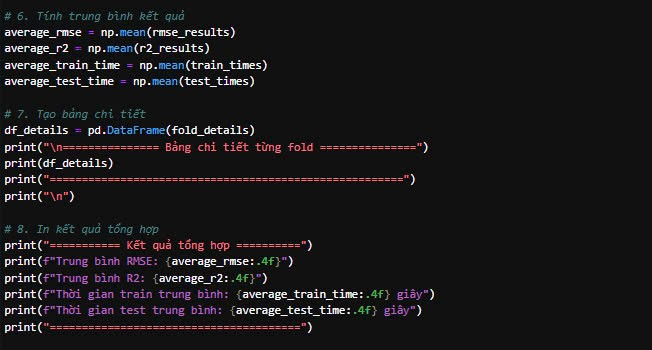 # 6. Tính trung bình kết quả
average_rmse = np.mean(rmse_results)
average_r2 = np.mean(r2_results)
average_train_time = np.mean(train_times)
average_test_time = np.mean(test_times)
# 7. Tạo bảng chi tiết
df_details = pd.DataFrame(fold_details)
print("\n=============== Bảng chi tiết từng fold ===============")
print(df_details)
print("=======================================================")
print("\n")
# 8. In kết quả tổng hợp
print("=========== Kết quả tổng hợp ==========")
print(f"Trung bình RMSE: {average_rmse:.4f}")
print(f"Trung bình R2: {average_r2:.4f}")
print(f"Thời gian train trung bình: {average_train_time:.4f} giây")
print(f"Thời gian test trung bình: {average_test_time:.4f} giây")
print("=======================================")